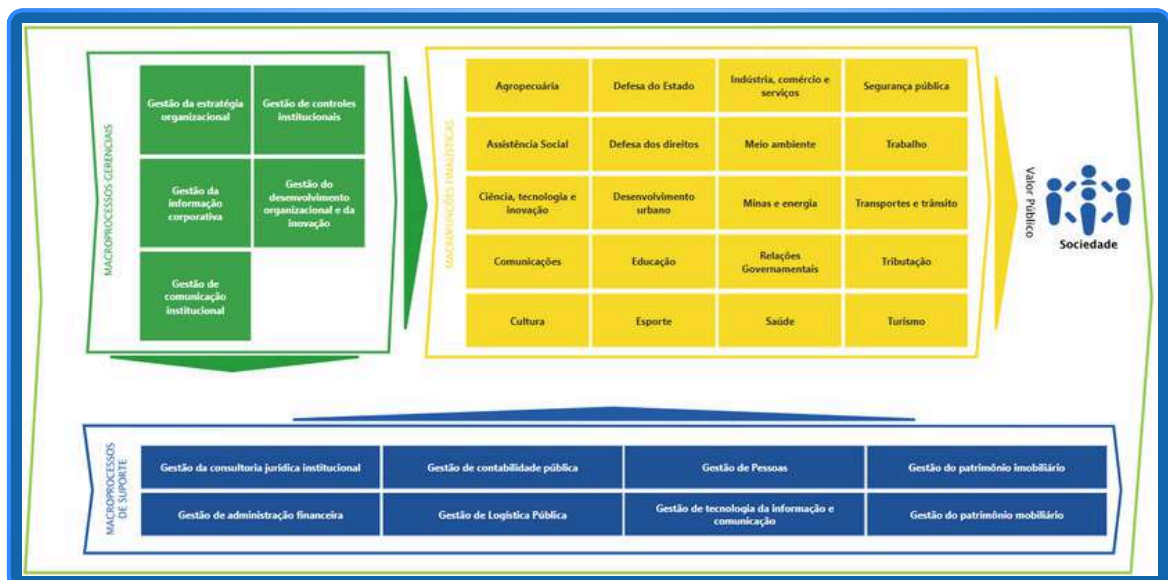 MACROPROCESSOS GERENCIAIS
Gestão da estratégia
organizacional
Gestão de controles
institucionais
Gestão da
informação
corporativa
Gestão do
desenvolvimento
organizacional e da
inovação
Gestão de
comunicação
institucional
MACROFUNÇÕES FINALÍSTICAS
Agropecuária
Defesa do Estado
Indústria, comércio e
serviços
Segurança pública
Assistência Social
Defesa dos direitos
Meio ambiente
Trabalho
Ciência, tecnologia e
inovação
Desenvolvimento
urbano
Minas e energia
Transportes e trânsito
Comunicações
Educação
Relações
Governamentais
Tributação
Cultura
Esporte
Saúde
Turismo
Valor Público
Sociedade
MACROPROCESSOS
DE SUPORTE
Gestão da consultoria jurídica institucional
Gestão de contabilidade pública
Gestão de Pessoas
Gestão do patrimônio imobiliário
Gestão de administração financeira
Gestão de Logística Pública
Gestão de tecnologia da informação e
comunicação
Gestão do patrimônio mobiliário